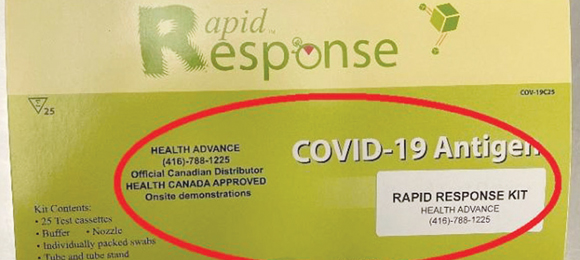 Rapid
Response
™
COV-19C25
25
HEALTH ADVANCE
(416)-788-1225
Official Canadian Distributor
HEALTH CANADA APPROVED
Onsite demonstrations
COVID-19 Antigen
RAPID RESPONSE KIT
HEALTH ADVANCE
(416)-788-1225
Kit Contents:
• 25 Test cassettes
• Buffer • Nozzle
• Individually packed swabs
• Tube and tube stand